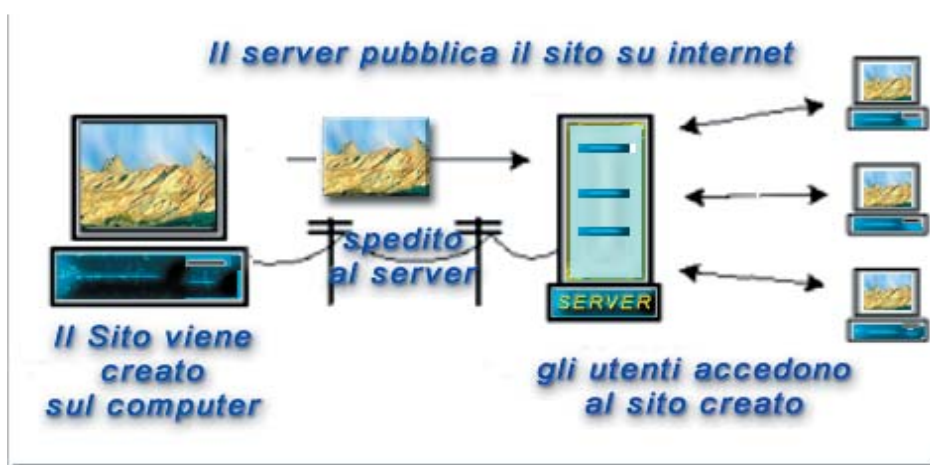 Il server pubblica il sito su internet
spedito
al server
SERVER
Il Sito viene
creato
sul computer
gli utenti accedono
al sito creato